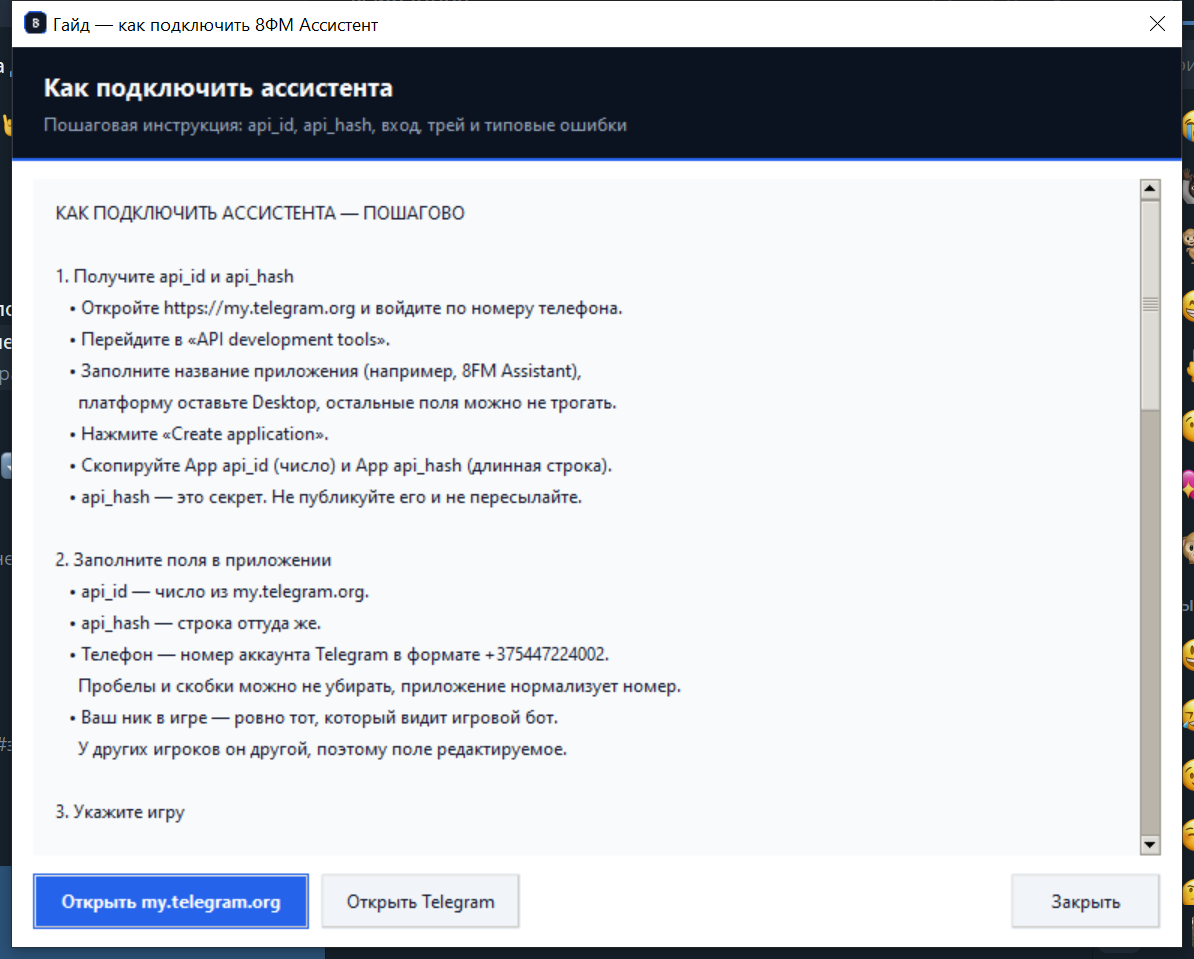 Гайд — как подключить 8ФМ Ассистент
Как подключить ассистента
Пошаговая инструкция: api_id, api_hash, вход, трей и типовые ошибки
КАК ПОДКЛЮЧИТЬ АССИСТЕНТА — ПОШАГОВО
1. Получите api_id и api_hash
• Откройте https://my.telegram.org и войдите по номеру телефона.
• Перейдите в «API development tools».
• Заполните название приложения (например, 8FM Assistant),
платформу оставьте Desktop, остальные поля можно не трогать.
• Нажмите «Create application».
• Скопируйте App api_id (число) и App api_hash (длинная строка).
• api_hash — это секрет. Не публикуйте его и не пересылайте.
2. Заполните поля в приложении
• api_id — число из my.telegram.org.
• api_hash — строка оттуда же.
• Телефон — номер аккаунта Telegram в формате +375447224002.
Пробелы и скобки можно не убирать, приложение нормализует номер.
• Ваш ник в игре — ровно тот, который видит игровой бот.
У других игроков он другой, поэтому поле редактируемое.
3. Укажите игру
Открыть my.telegram.org
Открыть Telegram
Закрыть